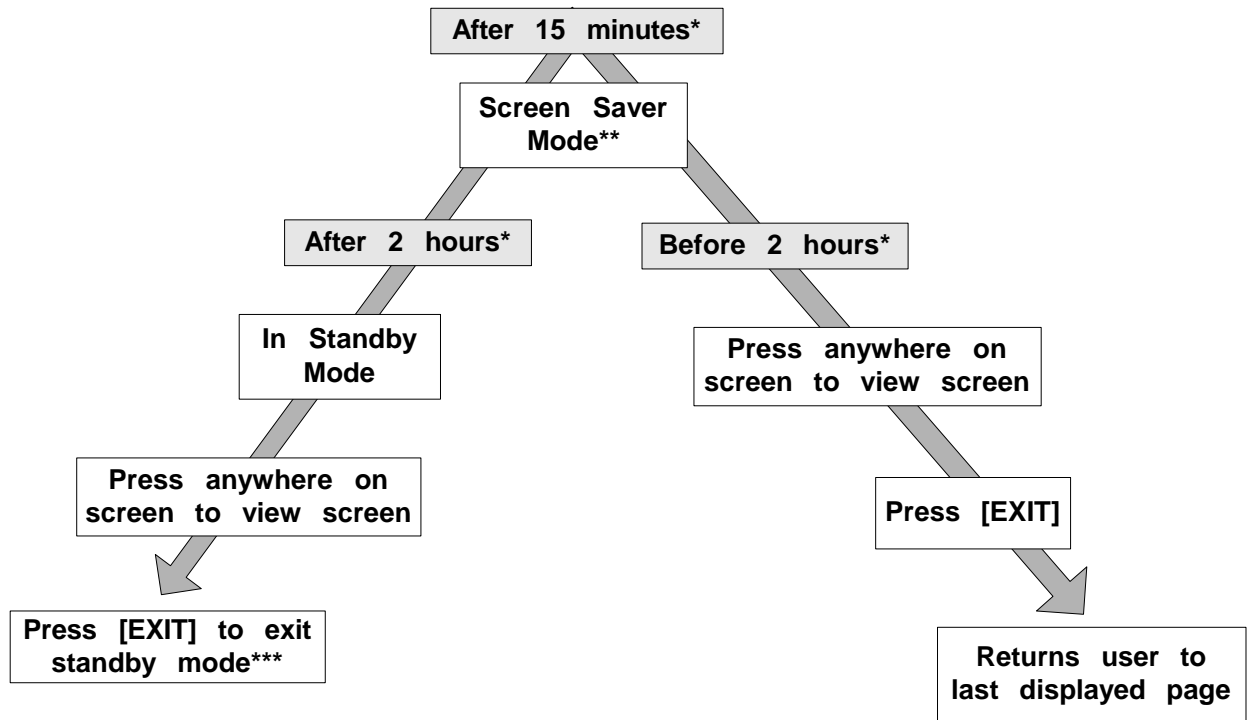 After 15 minutes*
Screen Saver
Mode**
After 2 hours*
Before 2 hours*
In Standby
Mode
Press anywhere on
screen to view screen
Press anywhere on
screen to view screen
Press [EXIT]
Press [EXIT] to exit
standby mode***
Returns user to
last displayed page